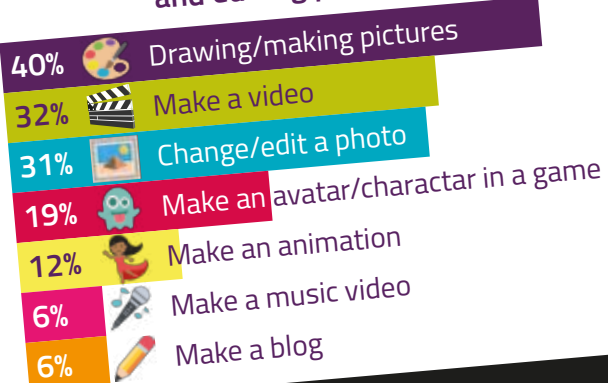 40% Drawing/making pictures
32% Make a video
31% Change/edit a photo
19% Make an avatar/charactar in a game
12% Make an animation
6% Make a music video
6% Make a blog